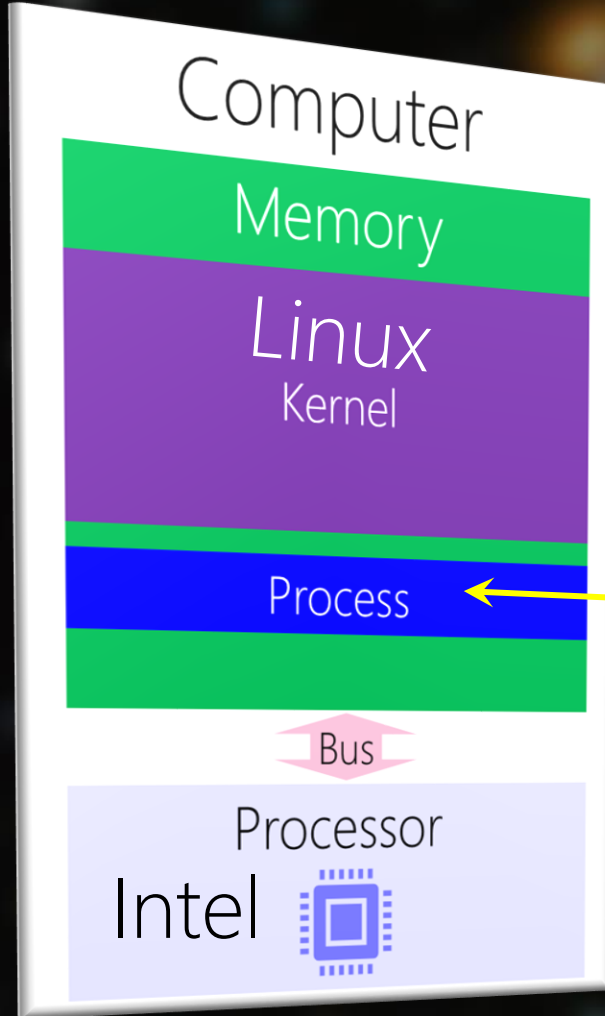 Computer
Memory
Linux
Kernel
Process
Bus
Processor
Intel